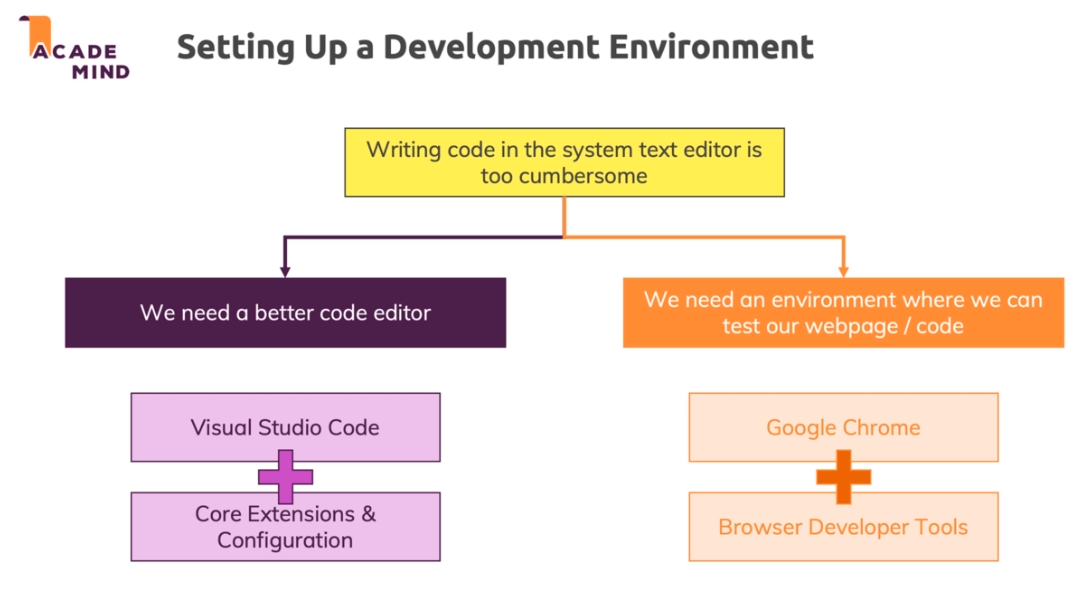 ACADE
MIND
Setting Up a Development Environment
Writing code in the system text editor is
too cumbersome
We need a better code editor
We need an environment where we can
test our webpage / code
Visual Studio Code
Core Extensions &
Configuration
Google Chrome
Browser Developer Tools